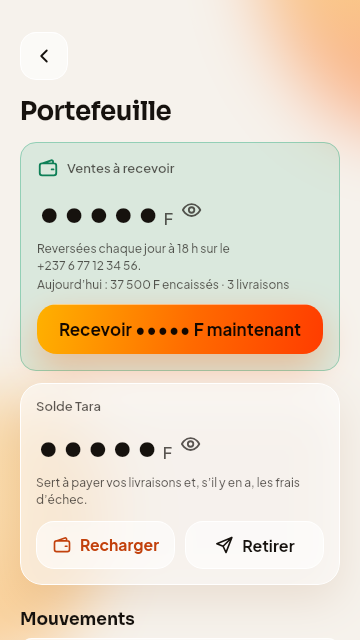 Portefeuille
Ventes à recevoir
● ● ● ● ● F
Reversées chaque jour à 18 h sur le
+237 6 77 12 34 56.
Aujourd'hui : 37 500 F encaissés · 3 livraisons
Recevoir ●●●●● F maintenant
Solde Tara
● ● ● ● ● F
Sert à payer vos livraisons et, s'il y en a, les frais
d'échec.
Recharger
Retirer
Mouvements